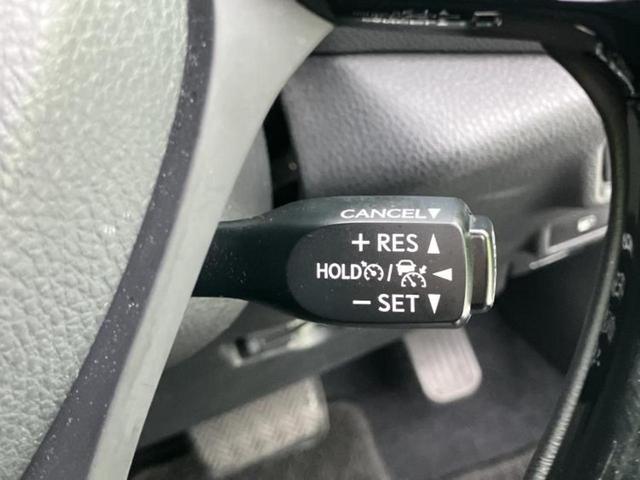 CANCEL▼
+ RES ▲
HOLD / ◄
− SET ▼